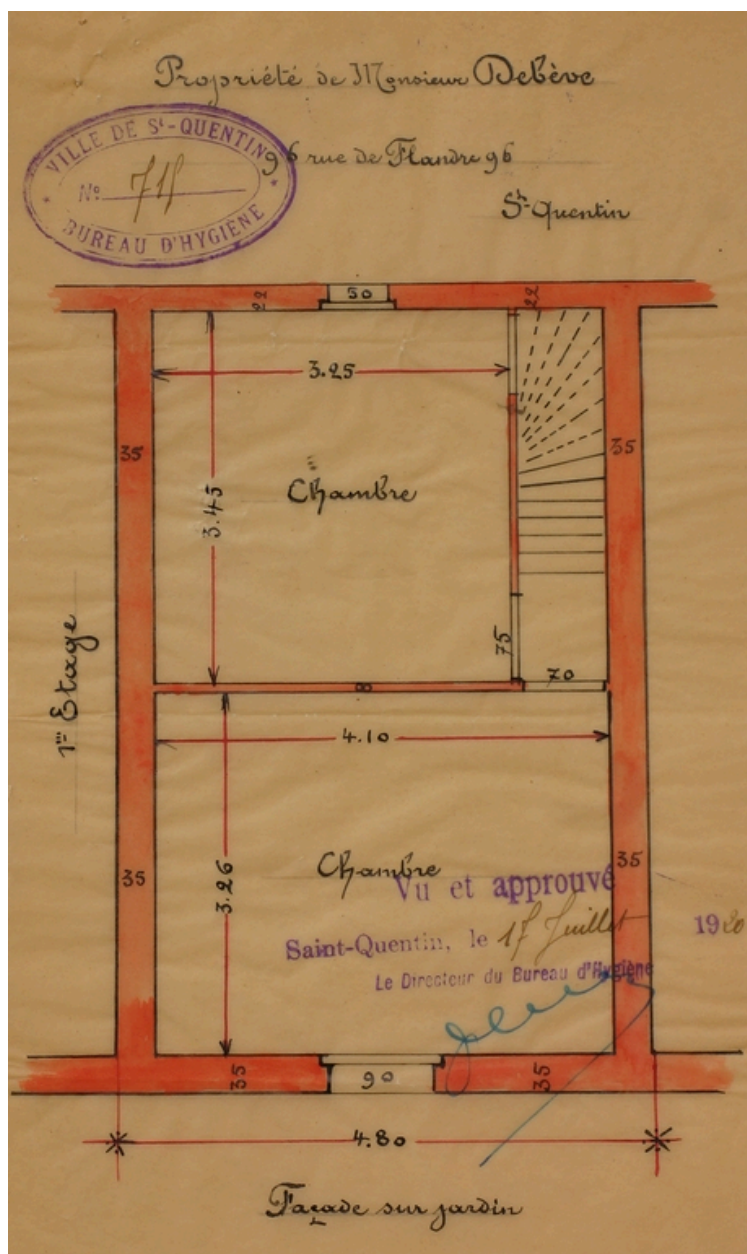 Propriété de Monsieur Debève
96 rue de Flandre 96
St-Quentin
VILLE DE St-QUENTIN
No 715
BUREAU D'HYGIÈNE
22
50
22
3.25
35
35
Chambre
3.45
1er Etage
75
70
8
4.10
Chambre
35
35
3.26
Vu et approuvé
Saint-Quentin, le 17 Juillet 1920
Le Directeur du Bureau d'Hygiène
35
90
35
4.80
Façade sur jardin